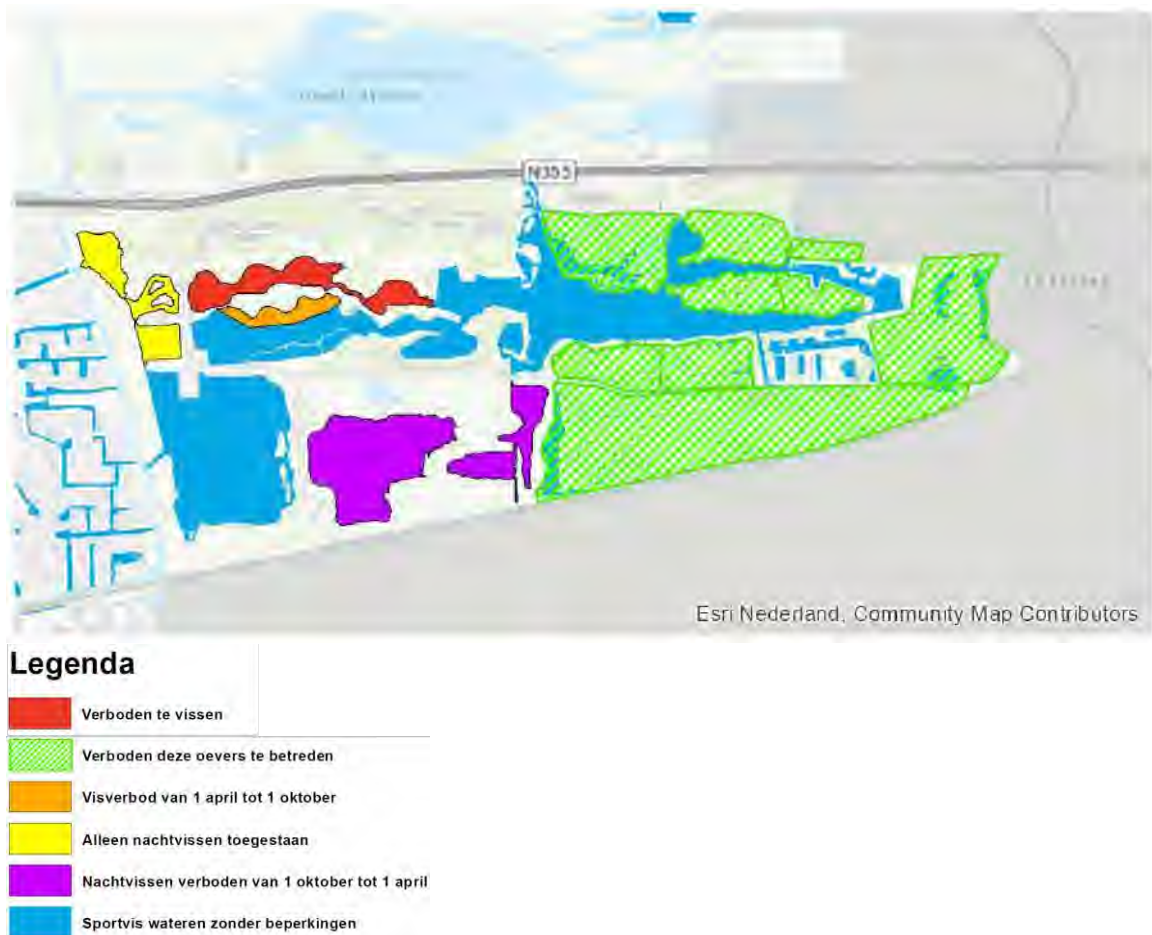 N355
Esri Nederland, Community Map Contributors
Legenda
Verboden te vissen
Verboden deze oevers te betreden
Visverbod van 1 april tot 1 oktober
Alleen nachtvissen toegestaan
Nachtvissen verboden van 1 oktober tot 1 april
Sportvis wateren zonder beperkingen